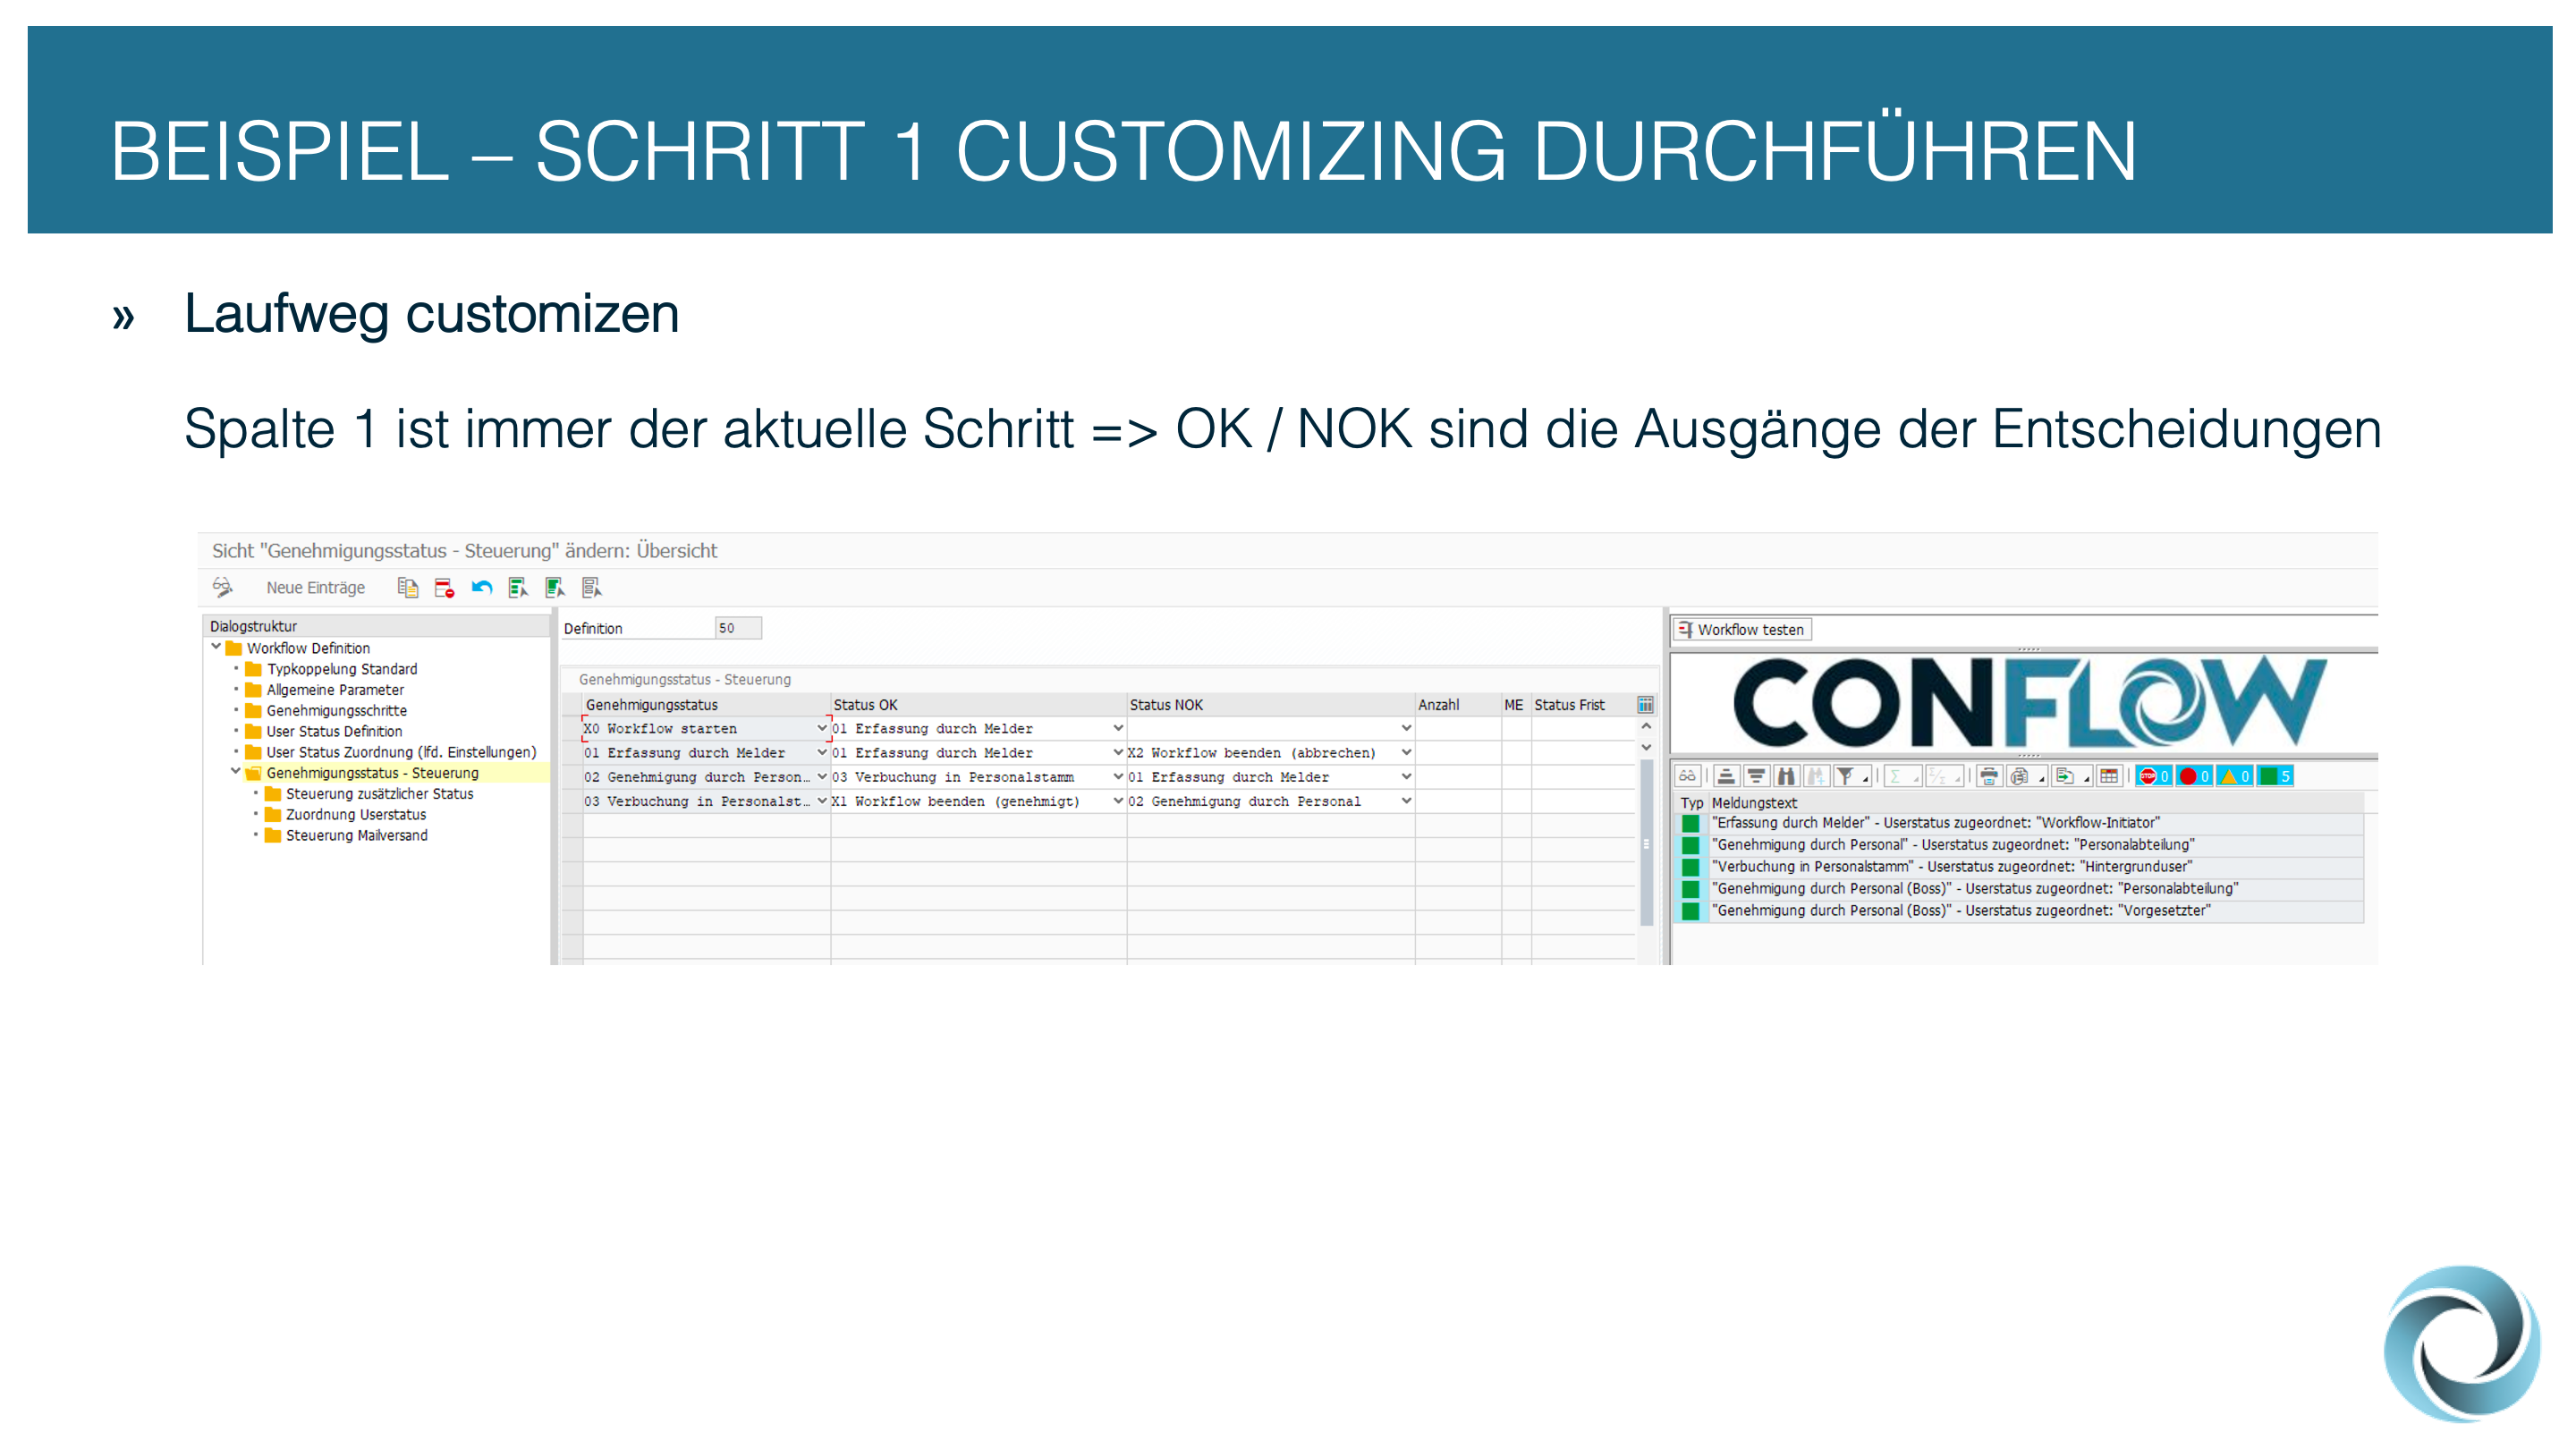 BEISPIEL – SCHRITT 1 CUSTOMIZING DURCHFÜHREN
» Laufweg customizen
Spalte 1 ist immer der aktuelle Schritt => OK / NOK sind die Ausgänge der Entscheidungen
Sicht "Genehmigungsstatus - Steuerung" ändern: Übersicht
Neue Einträge
Dialogstruktur
Workflow Definition
Typkoppelung Standard
Allgemeine Parameter
Genehmigungsschritte
User Status Definition
User Status Zuordnung (lfd. Einstellungen)
Genehmigungsstatus - Steuerung
Steuerung zusätzlicher Status
Zuordnung Userstatus
Steuerung Mailversand
Definition 50
Genehmigungsstatus - Steuerung
Genehmigungsstatus Status OK Status NOK Anzahl ME Status Frist
X0 Workflow starten 01 Erfassung durch Melder
01 Erfassung durch Melder 01 Erfassung durch Melder X2 Workflow beenden (abbrechen)
02 Genehmigung durch Person… 03 Verbuchung in Personalstamm 01 Erfassung durch Melder
03 Verbuchung in Personalst… X1 Workflow beenden (genehmigt) 02 Genehmigung durch Personal
Workflow testen
CONFLOW
STOP 0 0 0 5
Typ Meldungstext
"Erfassung durch Melder" - Userstatus zugeordnet: "Workflow-Initiator"
"Genehmigung durch Personal" - Userstatus zugeordnet: "Personalabteilung"
"Verbuchung in Personalstamm" - Userstatus zugeordnet: "Hintergrunduser"
"Genehmigung durch Personal (Boss)" - Userstatus zugeordnet: "Personalabteilung"
"Genehmigung durch Personal (Boss)" - Userstatus zugeordnet: "Vorgesetzter"